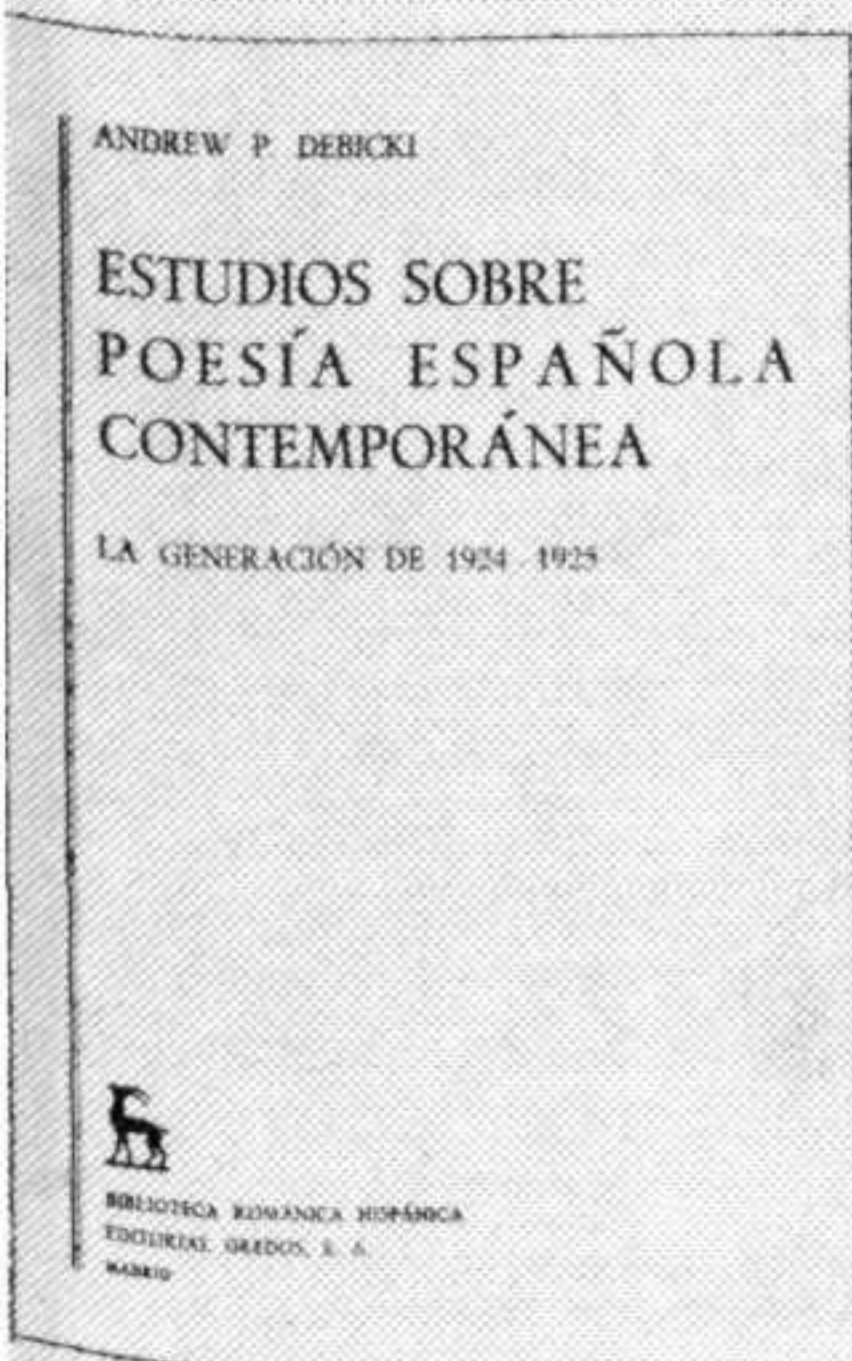 ANDREW P. DEBICKI
ESTUDIOS SOBRE
POESÍA ESPAÑOLA
CONTEMPORÁNEA
LA GENERACIÓN DE 1924-1925
BIBLIOTECA ROMÁNICA HISPÁNICA
EDITORIAL GREDOS, S. A.
MADRID